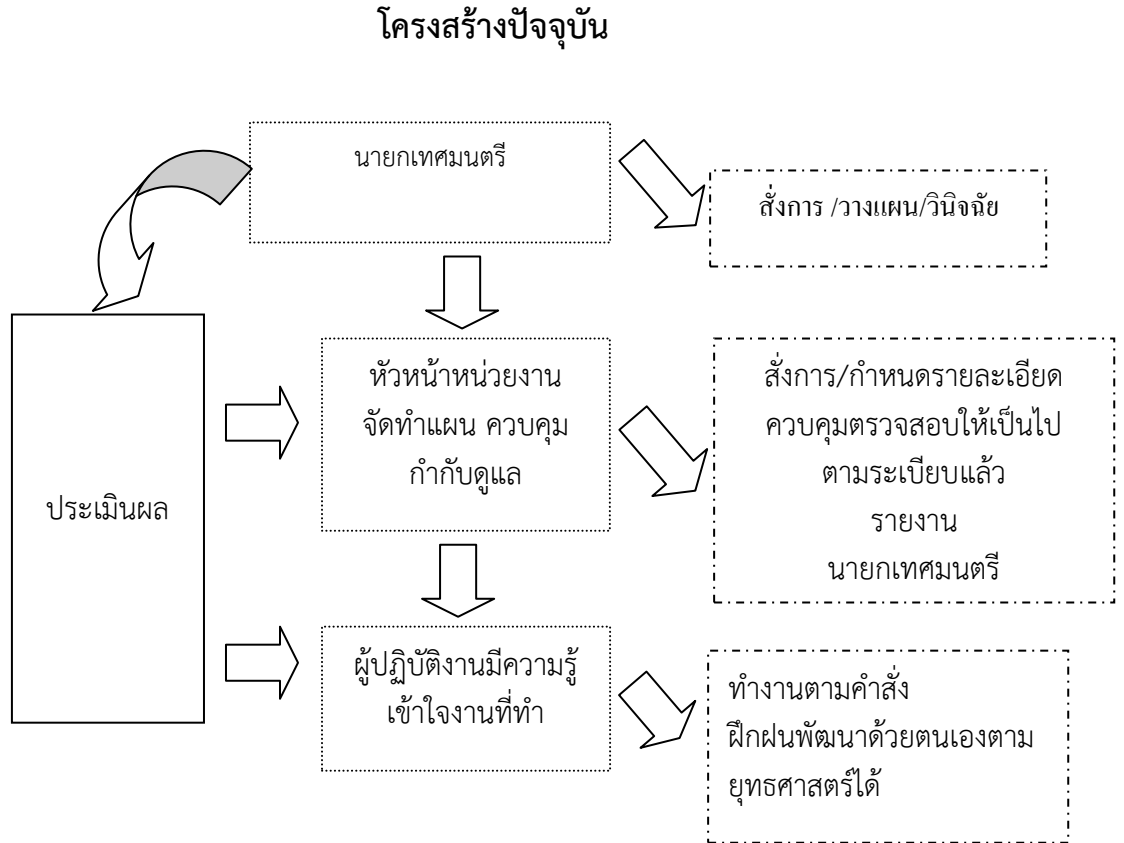 โครงสร้างปัจจุบัน
นายกเทศมนตรี
สั่งการ /วางแผน/วินิจฉัย
หัวหน้าหน่วยงาน
จัดทำแผน ควบคุม
กำกับดูแล
สั่งการ/กำหนดรายละเอียด
ควบคุมตรวจสอบให้เป็นไป
ตามระเบียบแล้ว
รายงาน
นายกเทศมนตรี
ประเมินผล
ผู้ปฏิบัติงานมีความรู้
เข้าใจงานที่ทำ
ทำงานตามคำสั่ง
ฝึกฝนพัฒนาด้วยตนเองตาม
ยุทธศาสตร์ได้